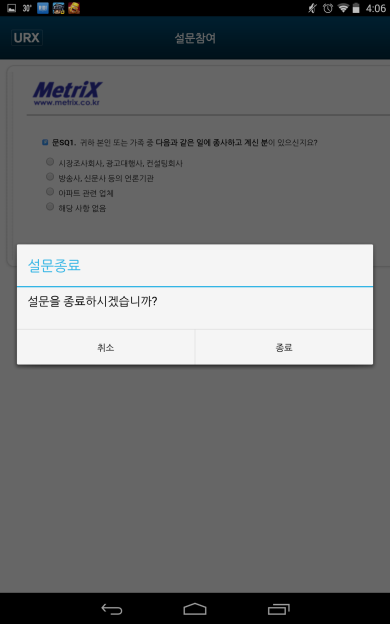 30°
4:06
URX
설문참여
MetriX
www.metrix.co.kr
문SQ1. 귀하 본인 또는 가족 중 다음과 같은 일에 종사하고 계신 분이 있으신지요?
시장조사회사, 광고대행사, 컨설팅회사
방송사, 신문사 등의 언론기관
아파트 관련 업체
해당 사항 없음
설문종료
설문을 종료하시겠습니까?
취소
종료